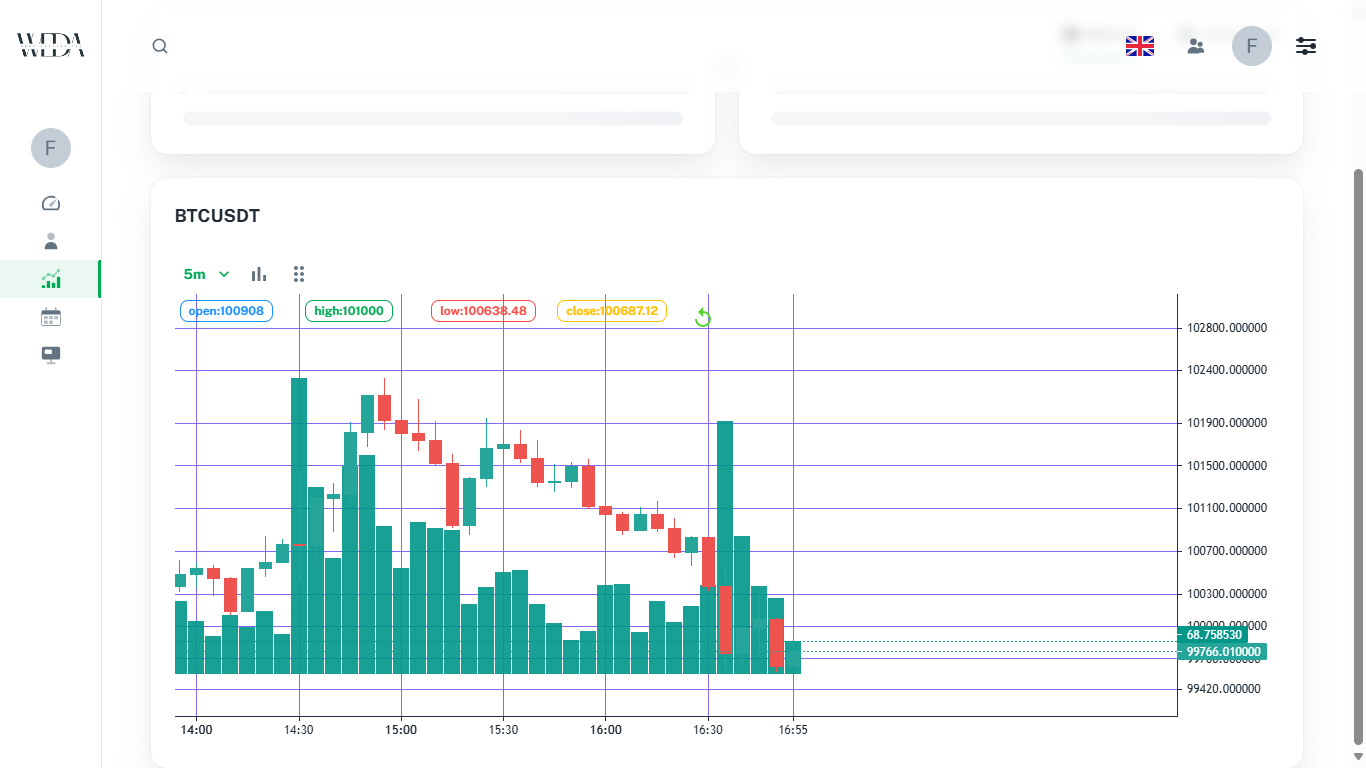 WEDA
F
F
BTCUSDT
5m
open:100908 high:101000 low:100638.48 close:100687.12
102800.000000
102400.000000
101900.000000
101500.000000
101100.000000
100700.000000
100300.000000
100000.000000
68.758530
99766.010000
99420.000000
14:00 14:30 15:00 15:30 16:00 16:30 16:55